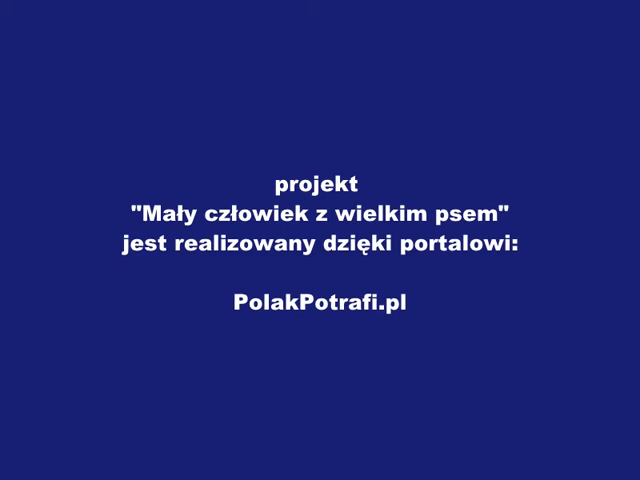 projekt
"Mały człowiek z wielkim psem"
jest realizowany dzięki portalowi:
PolakPotrafi.pl